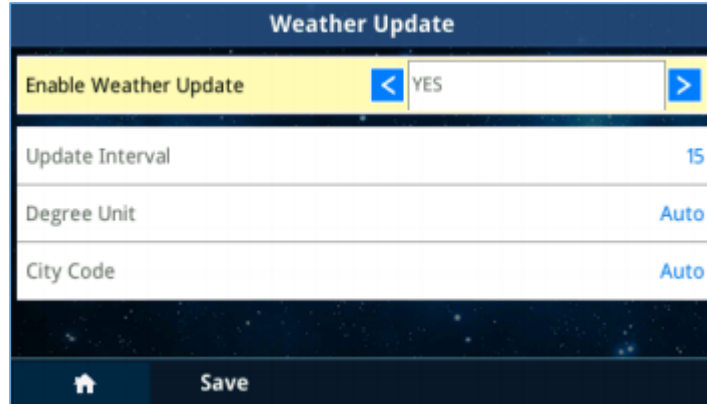 Weather Update
Enable Weather Update < YES >
Update Interval 15
Degree Unit Auto
City Code Auto
Save